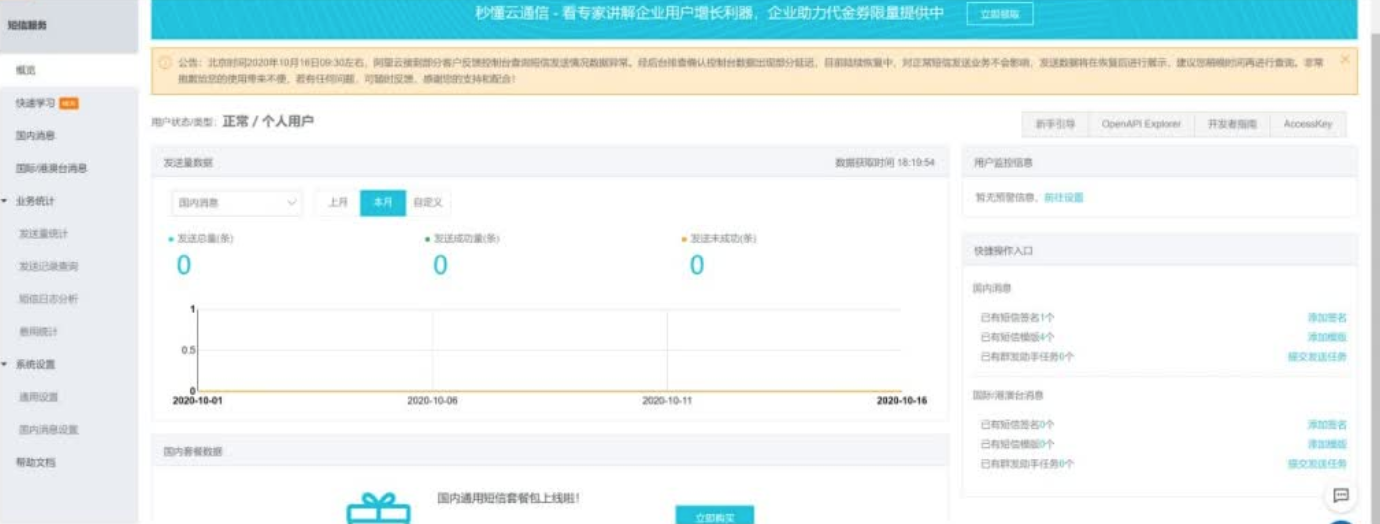 秒懂云通信 - 看专家讲解企业用户增长利器，企业助力代金券限量提供中
立即领取
短信服务
概览
快速学习
国内消息
国际/港澳台消息
业务统计
发送量统计
发送记录查询
短信日志分析
费用统计
系统设置
通用设置
国内消息设置
帮助文档
公告：北京时间2020年10月16日09:30左右，阿里云接到部分客户反馈控制台查询短信发送情况数据异常。经后台排查确认控制台数据出现部分延迟，目前陆续恢复中，对正常短信发送业务不会影响，发送数据将在恢复后进行展示，建议您稍稍时间再进行查询。非常
抱歉给您的使用带来不便，若有任何问题，可随时反馈，感谢您的支持和配合！
用户状态/类型：正常 / 个人用户
新手引导 OpenAPI Explorer 开发者指南 AccessKey
发送量数据 数据获取时间 18:19:54
国内消息 上月 本月 自定义
发送总量(条) 发送成功量(条) 发送未成功(条)
0 0 0
1
0.5
0
2020-10-01 2020-10-06 2020-10-11 2020-10-16
国内套餐数据
国内通用短信套餐包上线啦！
立即购买
用户监控信息
暂无预警信息，前往设置
快捷操作入口
国内消息
已有短信签名1个 添加签名
已有短信模版4个 添加模版
已有群发助手任务0个 提交发送任务
国际/港澳台消息
已有短信签名0个 添加签名
已有短信模版0个 添加模版
已有群发助手任务0个 提交发送任务